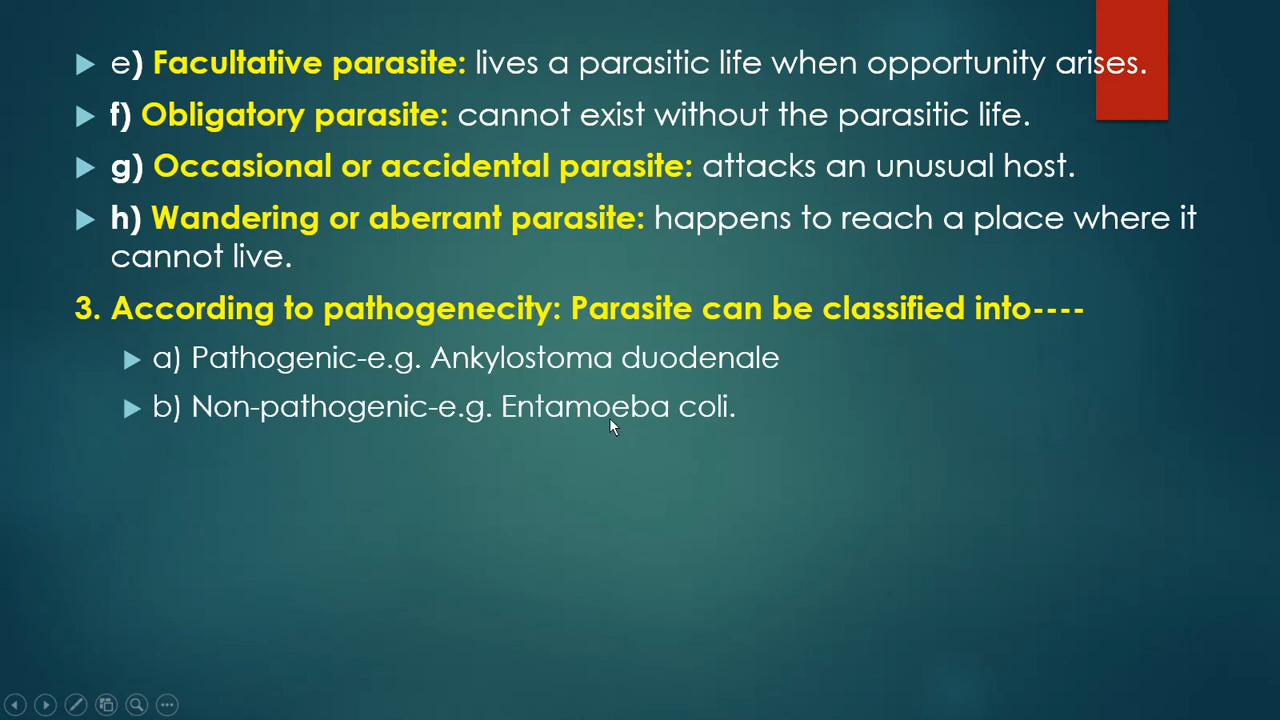 e) Facultative parasite: lives a parasitic life when opportunity arises.
f) Obligatory parasite: cannot exist without the parasitic life.
g) Occasional or accidental parasite: attacks an unusual host.
h) Wandering or aberrant parasite: happens to reach a place where it
cannot live.
3. According to pathogenecity: Parasite can be classified into----
a) Pathogenic-e.g. Ankylostoma duodenale
b) Non-pathogenic-e.g. Entamoeba coli.